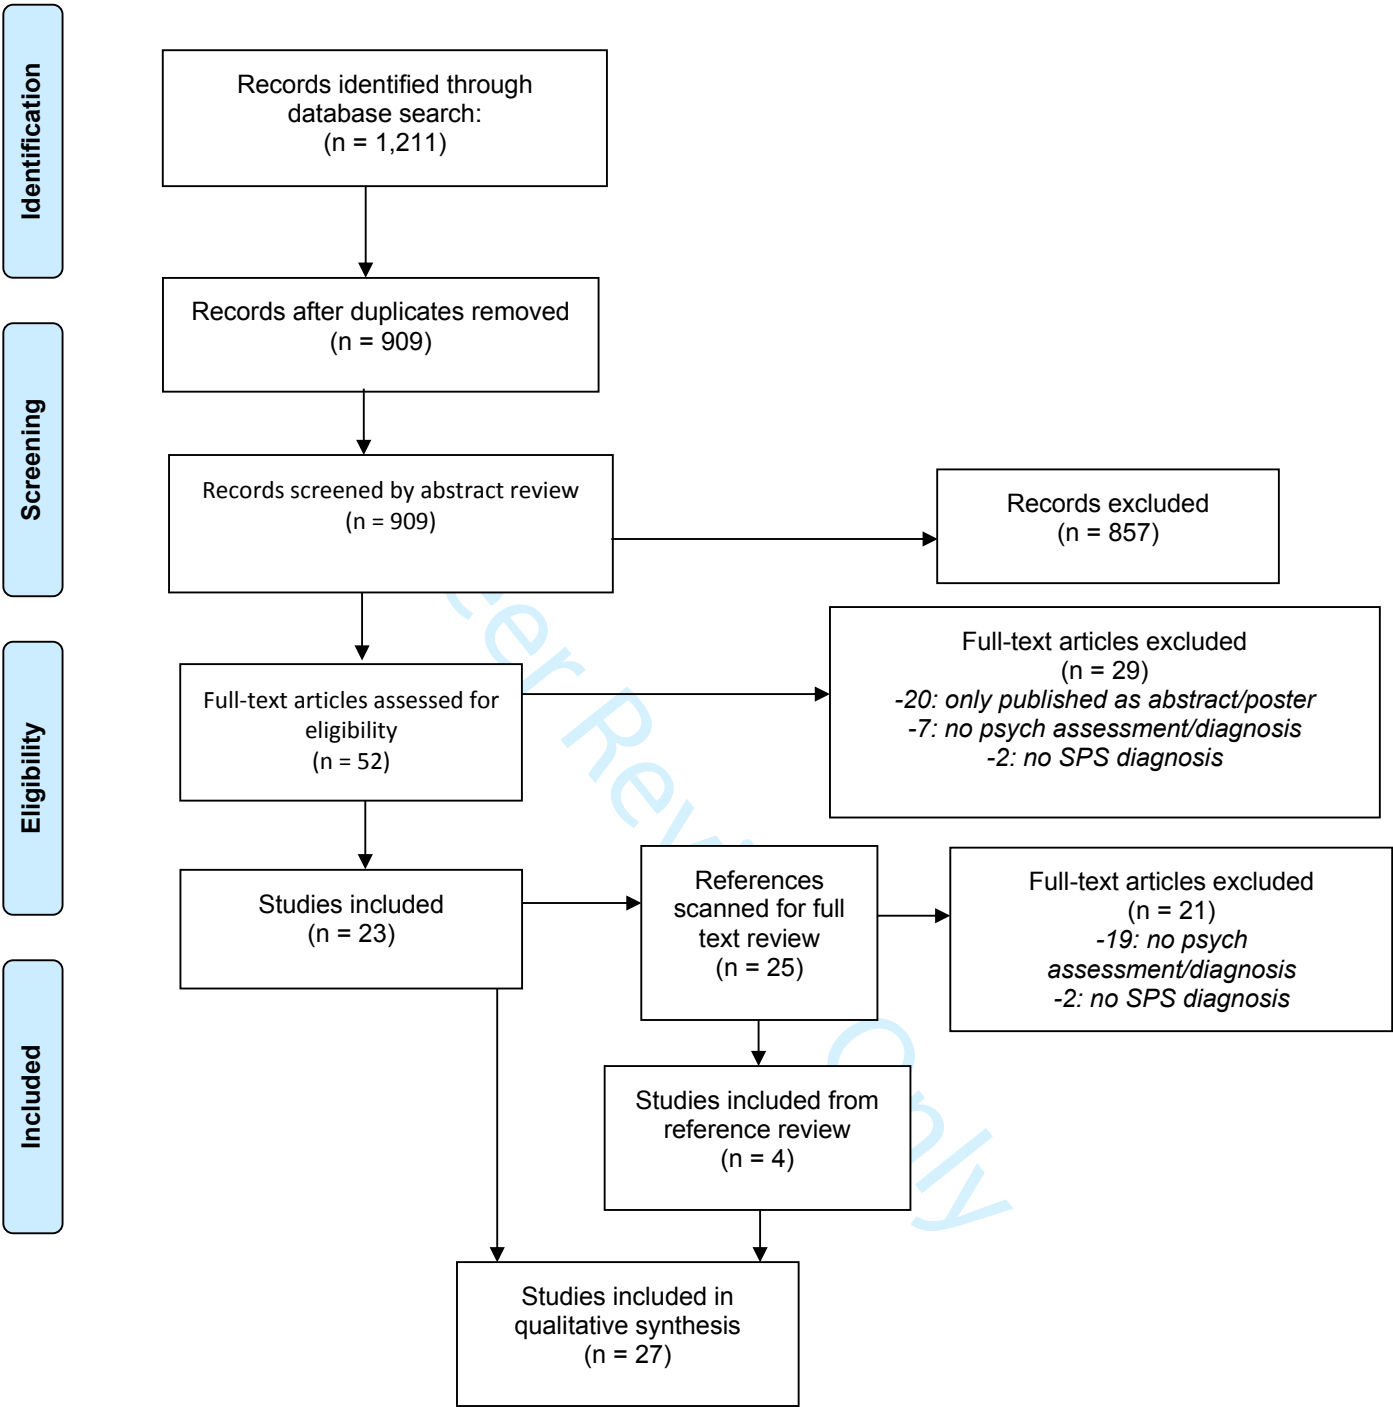 Identification
Records identified through
database search:
(n = 1,211)
Records after duplicates removed
(n = 909)
Screening
Records screened by abstract review
(n = 909)
Records excluded
(n = 857)
Eligibility
Full-text articles assessed for
eligibility
(n = 52)
Full-text articles excluded
(n = 29)
-20: only published as abstract/poster
-7: no psych assessment/diagnosis
-2: no SPS diagnosis
Studies included
(n = 23)
References
scanned for full
text review
(n = 25)
Full-text articles excluded
(n = 21)
-19: no psych
assessment/diagnosis
-2: no SPS diagnosis
Included
Studies included from
reference review
(n = 4)
Studies included in
qualitative synthesis
(n = 27)
eer Revi Only